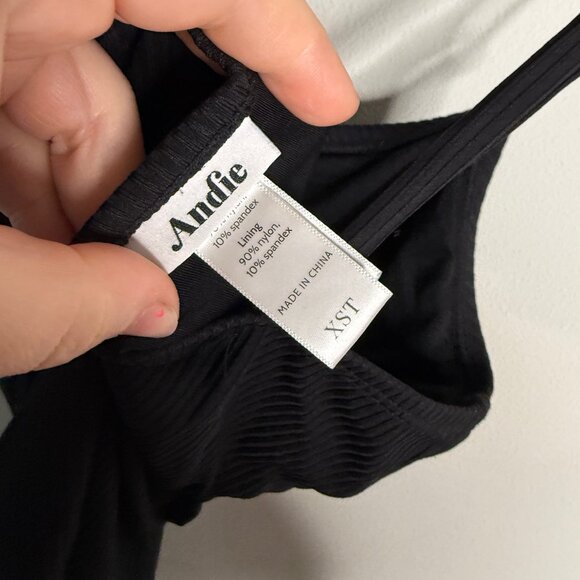 Andie
10% spandex
Lining
90% nylon,
10% spandex
MADE IN CHINA
XST